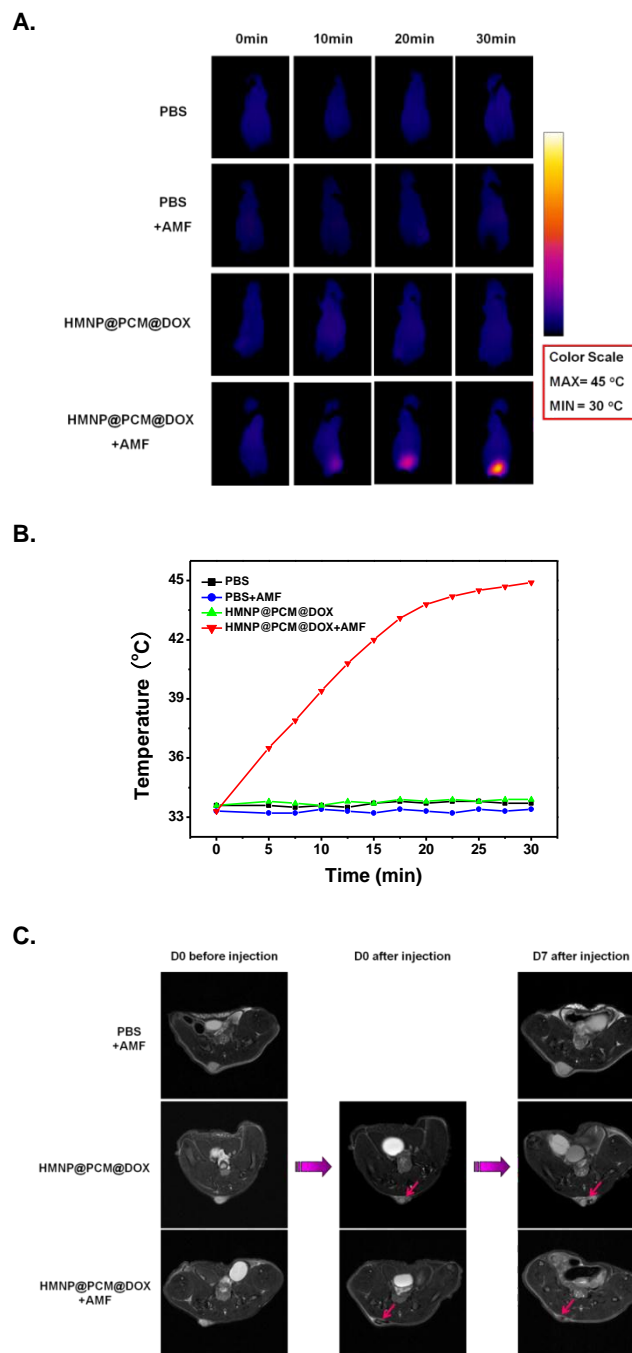 A.
0min 10min 20min 30min
PBS
PBS
+AMF
HMNP@PCM@DOX
HMNP@PCM@DOX
+AMF
Color Scale
MAX= 45 °C
MIN = 30 °C
B.
45
42
39
36
33
Temperature (°C)
PBS
PBS+AMF
HMNP@PCM@DOX
HMNP@PCM@DOX+AMF
0 5 10 15 20 25 30
Time (min)
C.
D0 before injection D0 after injection D7 after injection
PBS
+AMF
HMNP@PCM@DOX
HMNP@PCM@DOX
+AMF